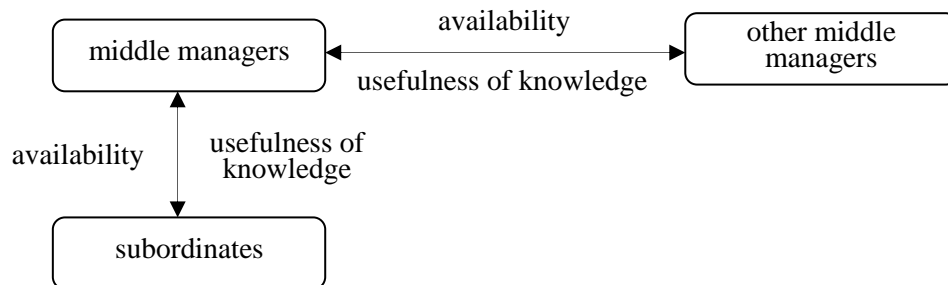 availability
middle managers
other middle
managers
usefulness of knowledge
availability
usefulness of
knowledge
subordinates